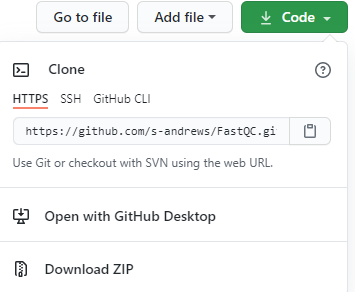 Go to file Add file Code
Clone
HTTPS SSH GitHub CLI
https://github.com/s-andrews/FastQC.gi
Use Git or checkout with SVN using the web URL.
Open with GitHub Desktop
Download ZIP